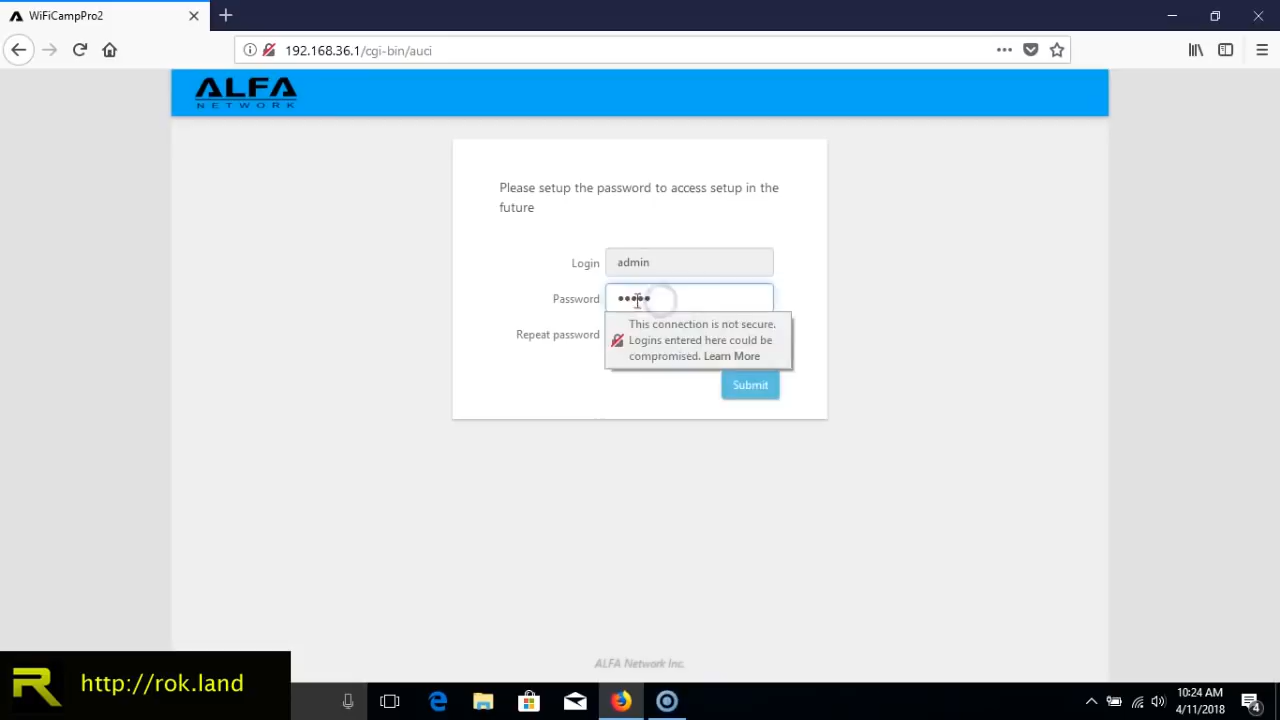 WiFiCampPro2
192.168.36.1/cgi-bin/auci
ALFA
NETWORK
Please setup the password to access setup in the
future
Login
admin
Password
•••••
Repeat password
This connection is not secure.
Logins entered here could be
compromised. Learn More
Submit
ALFA Network Inc.
R http://rok.land
10:24 AM
4/11/2018
4